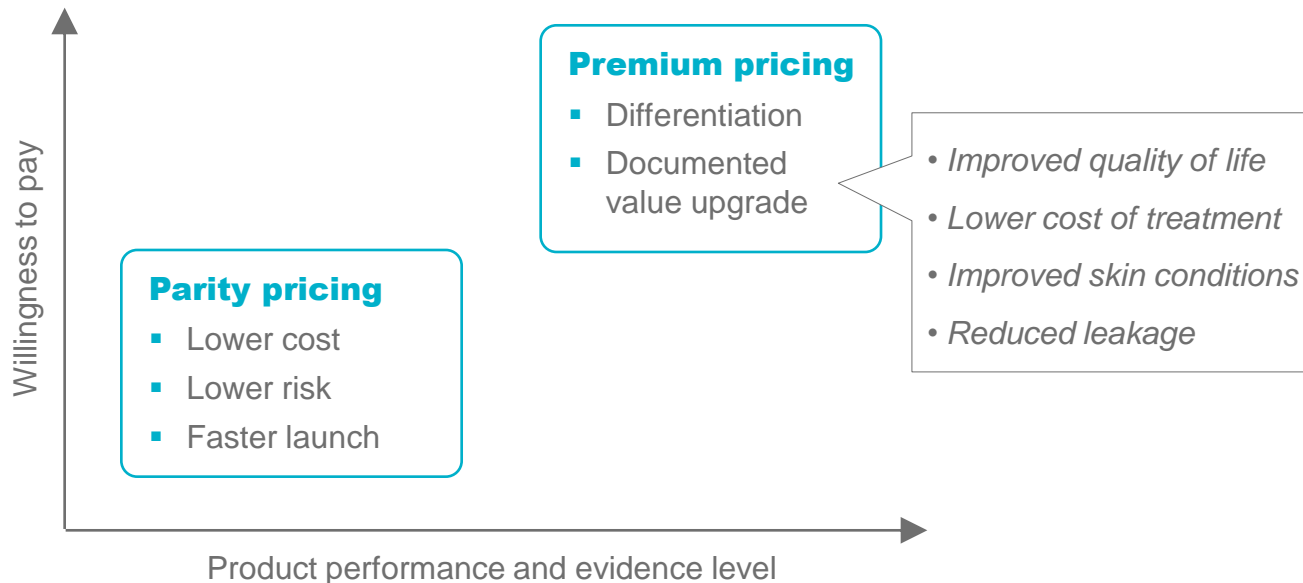 Willingness to pay
Premium pricing
▪ Differentiation
▪ Documented
value upgrade
• Improved quality of life
• Lower cost of treatment
• Improved skin conditions
• Reduced leakage
Parity pricing
▪ Lower cost
▪ Lower risk
▪ Faster launch
Product performance and evidence level